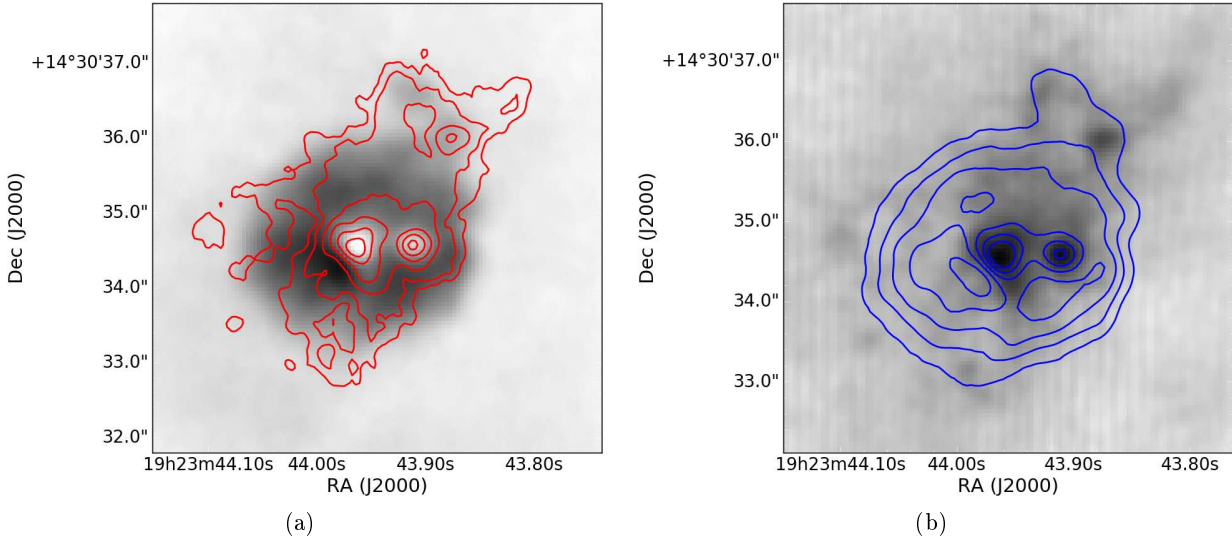 +14°30'37.0"
36.0"
35.0"
34.0"
33.0"
32.0"
Dec (J2000)
19h23m44.10s 44.00s 43.90s 43.80s
RA (J2000)
(a)
+14°30'37.0"
36.0"
35.0"
34.0"
33.0"
Dec (J2000)
19h23m44.10s 44.00s 43.90s 43.80s
RA (J2000)
(b)